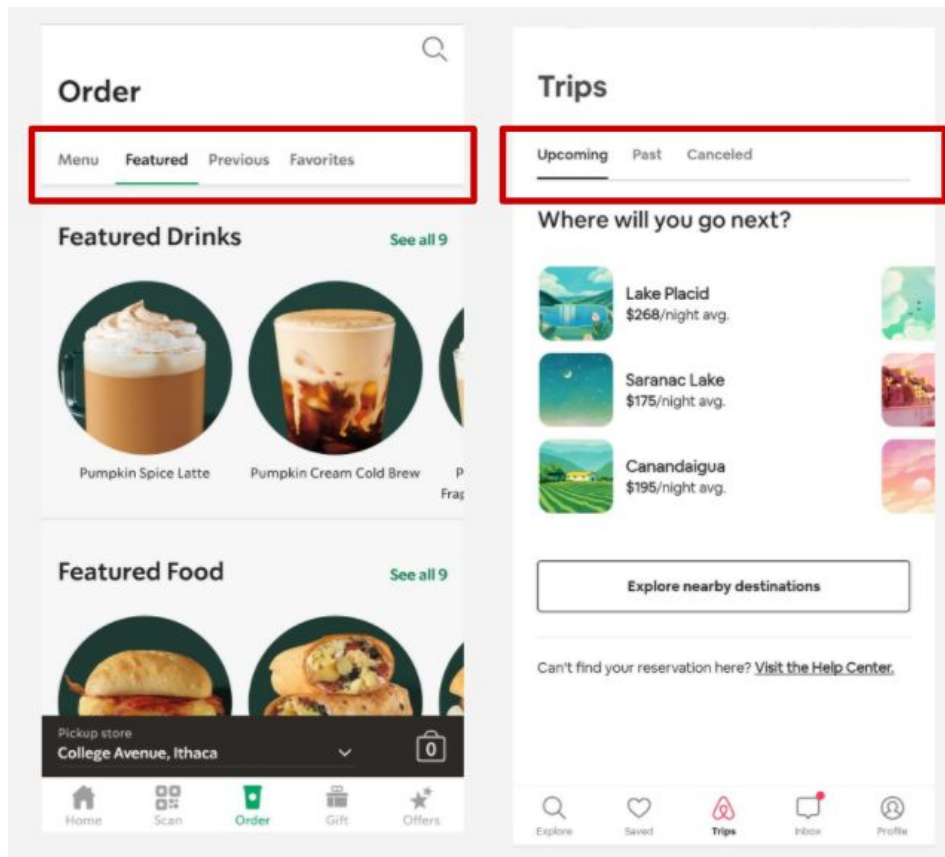 Order
Menu Featured Previous Favorites
Featured Drinks See all 9
Pumpkin Spice Latte Pumpkin Cream Cold Brew P
Frap
Featured Food See all 9
Pickup store
College Avenue, Ithaca 0
Home Scan Order Gift Offers
Trips
Upcoming Past Canceled
Where will you go next?
Lake Placid
$268/night avg.
Saranac Lake
$175/night avg.
Canandaigua
$195/night avg.
Explore nearby destinations
Can't find your reservation here? Visit the Help Center.
Explore Saved Trips Inbox Profile